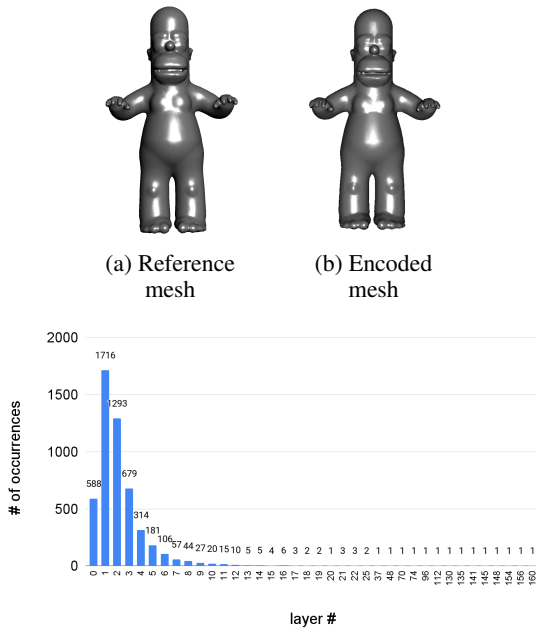 (a) Reference
mesh
(b) Encoded
mesh
# of occurrences
2000
1500
1000
500
0
588 1716 1293 679 314 181 106 57 44 27 20 15 10 5 5 4 6 3 2 2 1 3 3 2 1 1 1 1 1 1 1 1 1 1 1 1 1 1
0 1 2 3 4 5 6 7 8 9 10 11 12 13 14 15 16 17 18 19 20 21 22 25 37 48 70 74 96 112 130 135 141 145 148 154 156 160
layer #